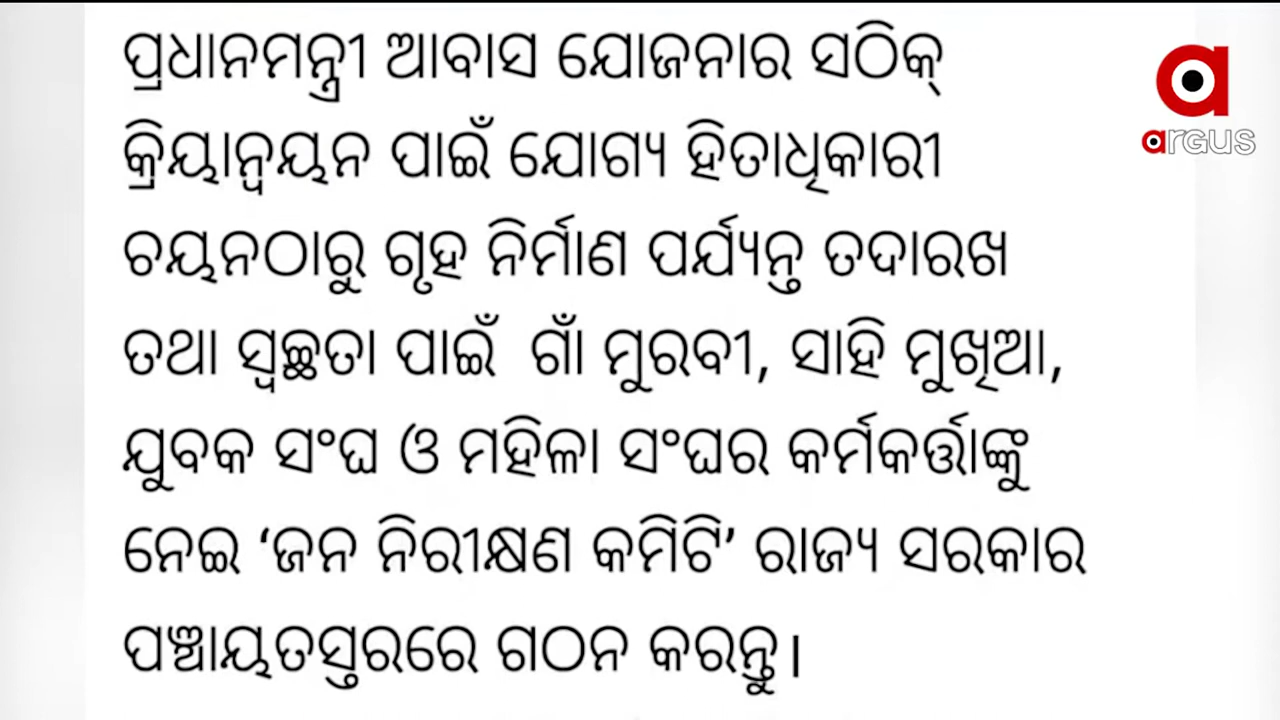 ପ୍ରଧାନମନ୍ତ୍ରୀ ଆବାସ ଯୋଜନାର ସଠିକ୍
କ୍ରିୟାନ୍ୱୟନ ପାଇଁ ଯୋଗ୍ୟ ହିତାଧିକାରୀ
ଚୟନଠାରୁ ଗୃହ ନିର୍ମାଣ ପର୍ଯ୍ୟନ୍ତ ତଦାରଖ
ତଥା ସ୍ୱଚ୍ଛତା ପାଇଁ ଗାଁ ମୁରବୀ, ସାହି ମୁଖିଆ,
ଯୁବକ ସଂଘ ଓ ମହିଳା ସଂଘର କର୍ମକର୍ତ୍ତାଙ୍କୁ
ନେଇ ‘ଜନ ନିରୀକ୍ଷଣ କମିଟି’ ରାଜ୍ୟ ସରକାର
ପଞ୍ଚାୟତସ୍ତରରେ ଗଠନ କରନ୍ତୁ।
argus